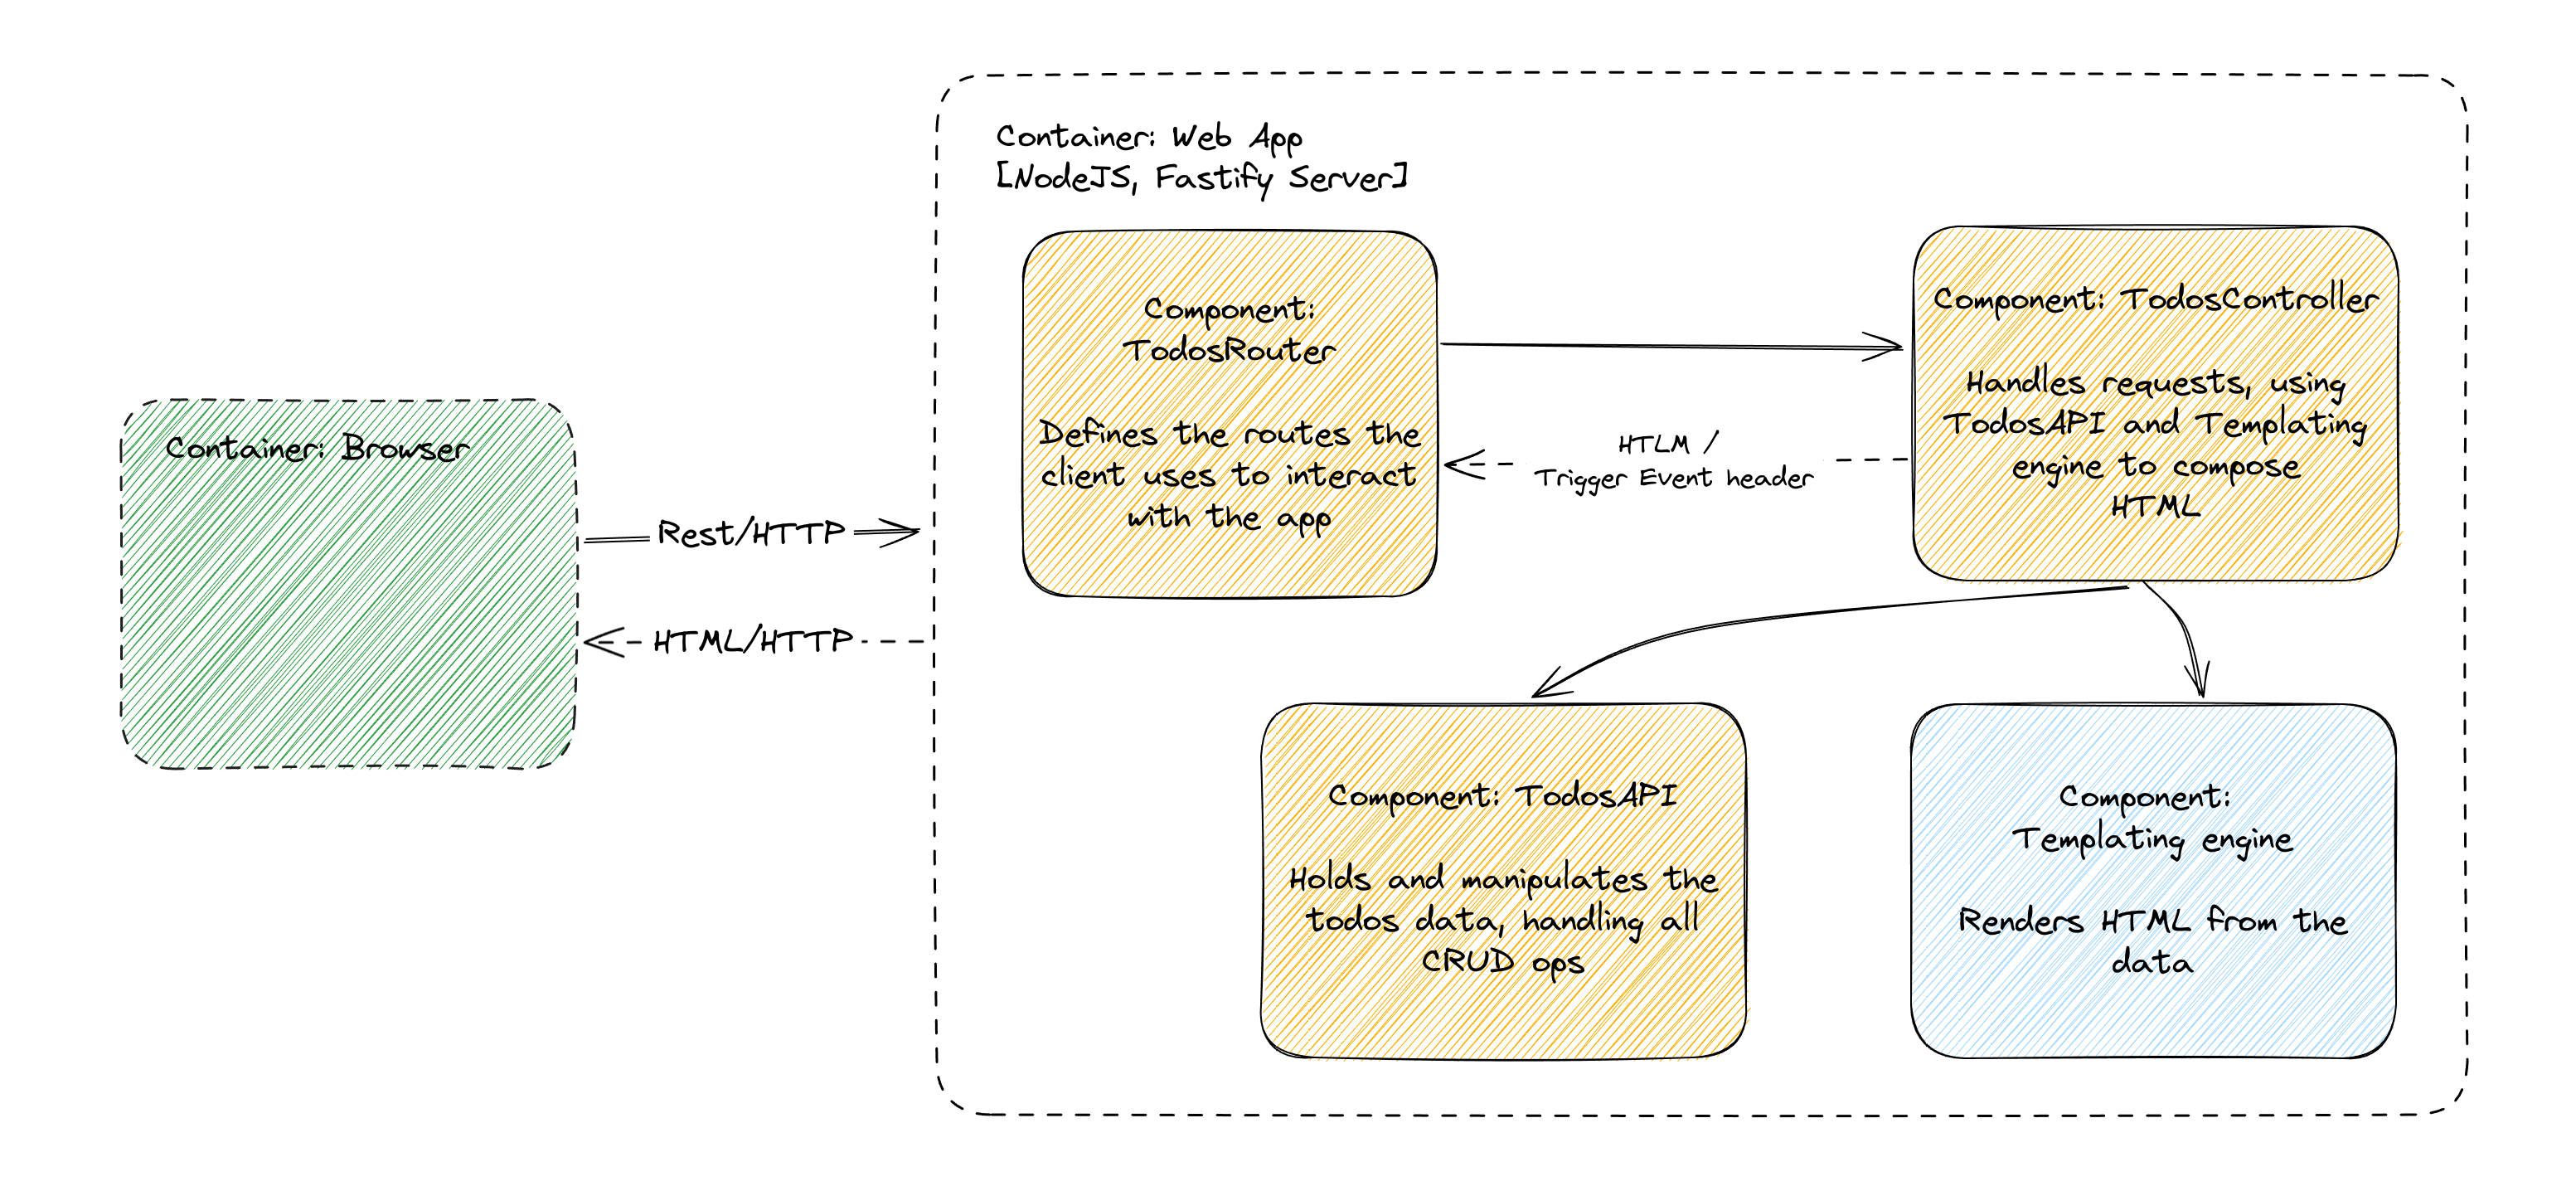 Container: Web App
[NodeJS, Fastify Server]
Component:
TodosRouter
Defines the routes the
client uses to interact
with the app
Component: TodosController
Handles requests, using
TodosAPI and Templating
engine to compose
HTML
HTLM /
Trigger Event header
Container: Browser
Rest/HTTP
HTML/HTTP
Component: TodosAPI
Holds and manipulates the
todos data, handling all
CRUD ops
Component:
Templating engine
Renders HTML from the
data